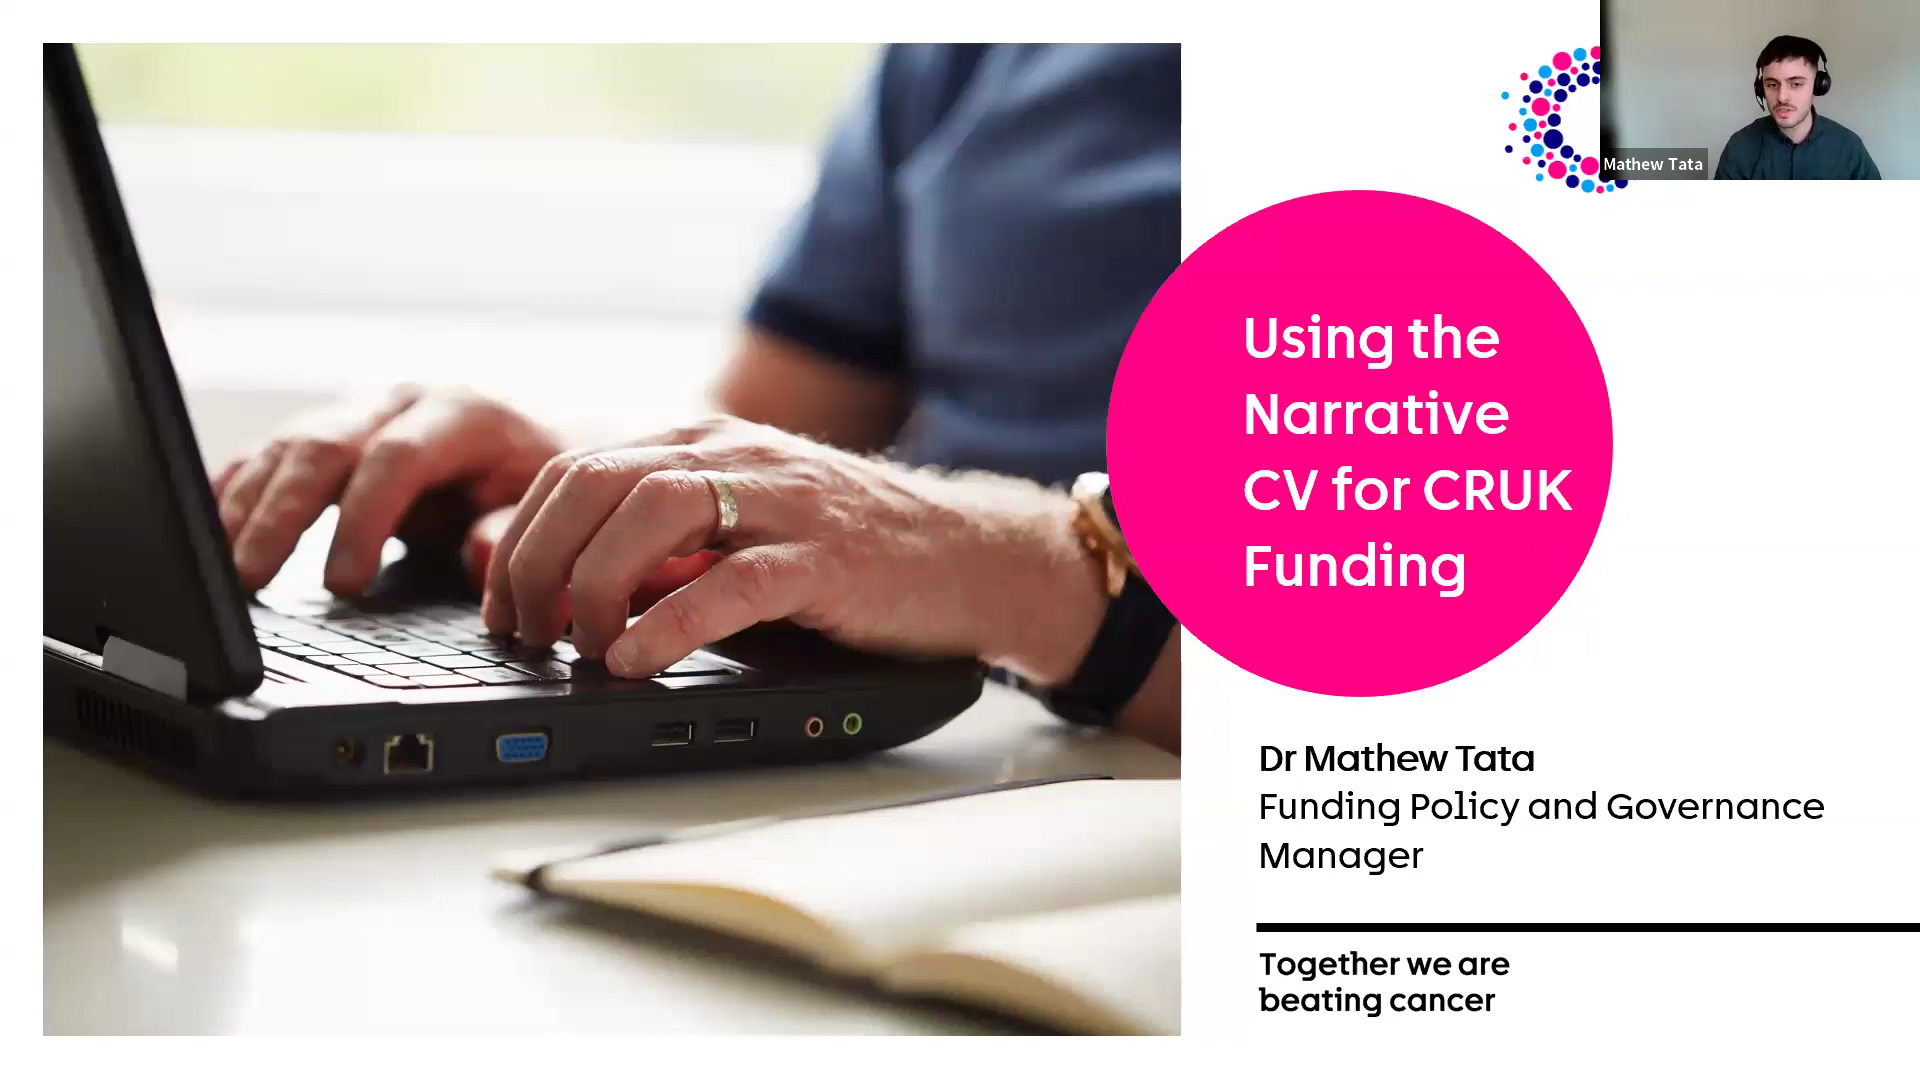 Mathew Tata
Using the
Narrative
CV for CRUK
Funding
Dr Mathew Tata
Funding Policy and Governance
Manager
Together we are
beating cancer